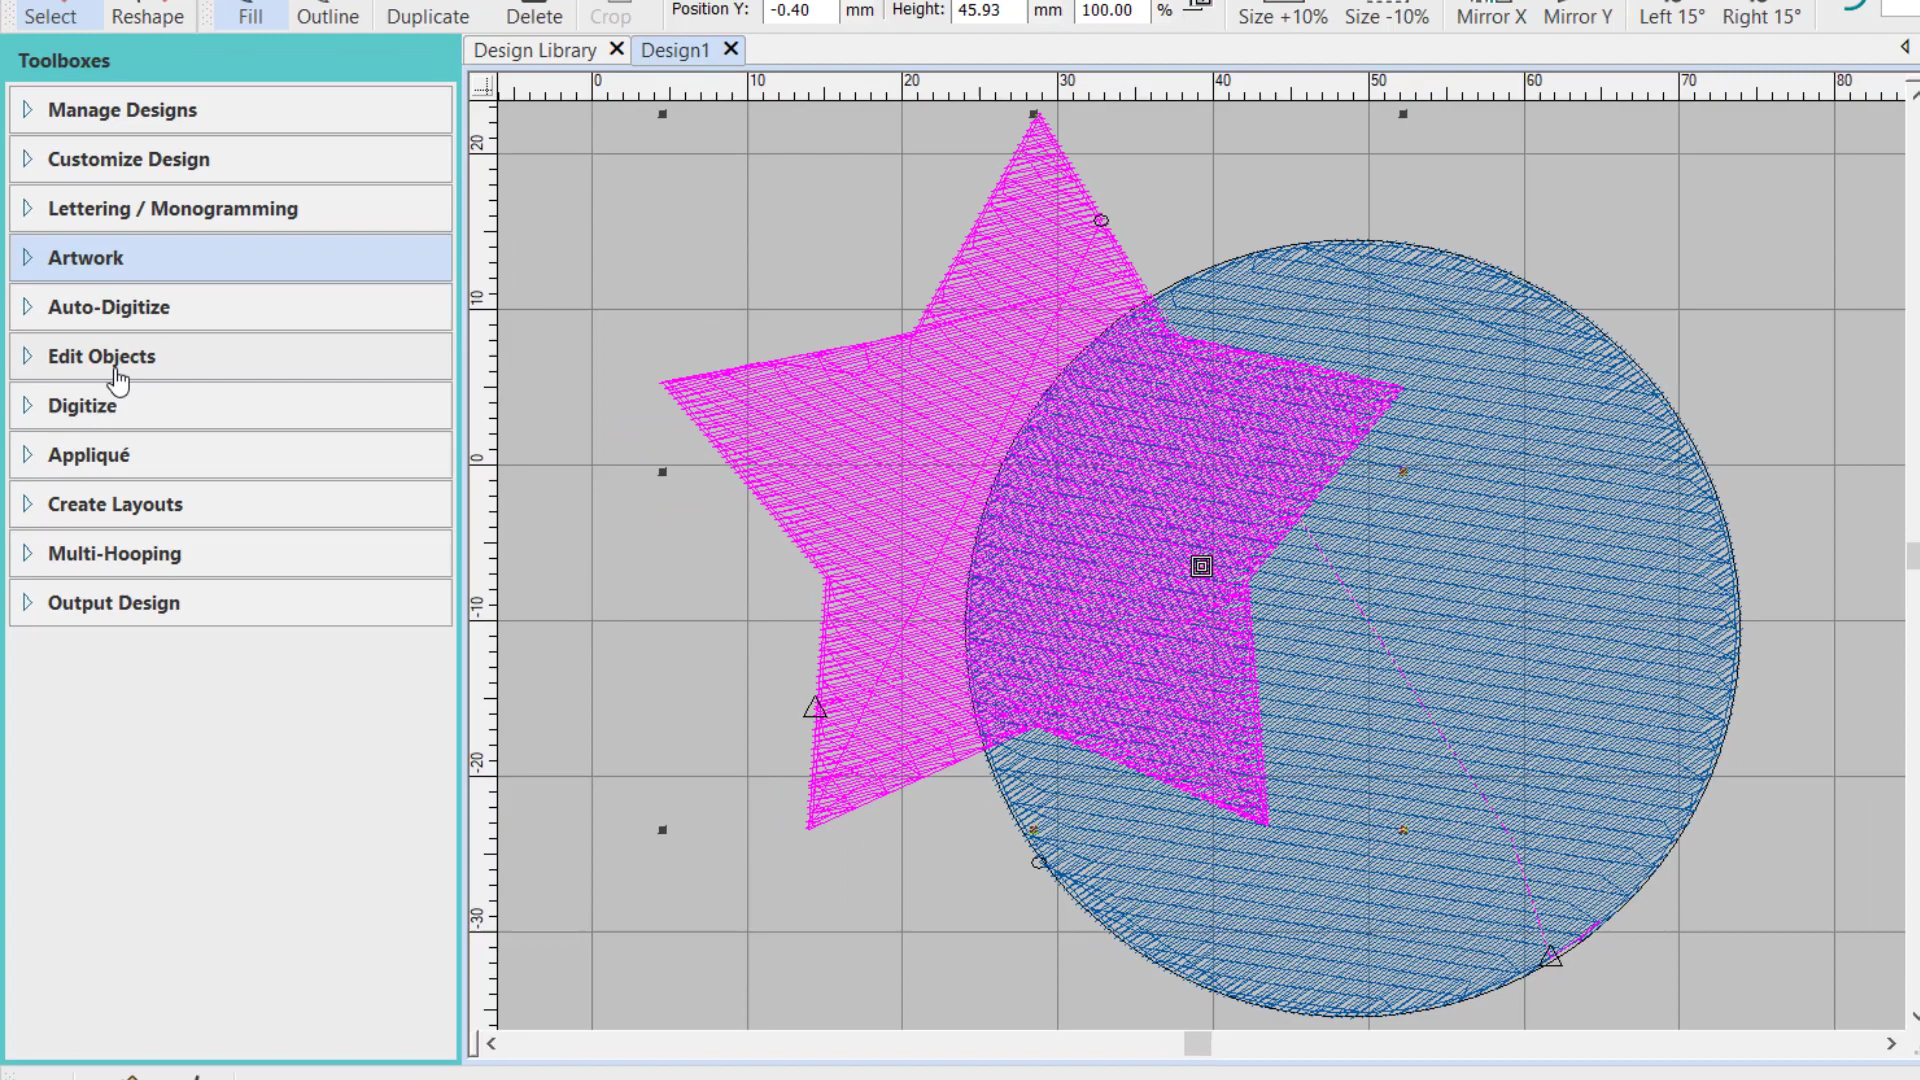 Select Reshape Fill Outline Duplicate Delete Crop Position Y: -0.40 mm Height: 45.93 mm 100.00 % Size +10% Size -10% Mirror X Mirror Y Left 15° Right 15°
Toolboxes
Design Library Design1
0 10 20 30 40 50 60 70 80
Manage Designs
Customize Design
Lettering / Monogramming
Artwork
Auto-Digitize
Edit Objects
Digitize
Appliqué
Create Layouts
Multi-Hooping
Output Design
20
10
0
-10
-20
-30